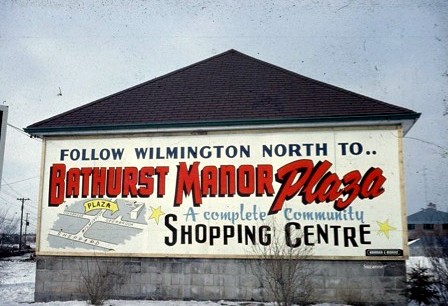 FOLLOW WILMINGTON NORTH TO..
BATHURST MANOR Plaza
PLAZA
A complete Community
SHOPPING CENTRE